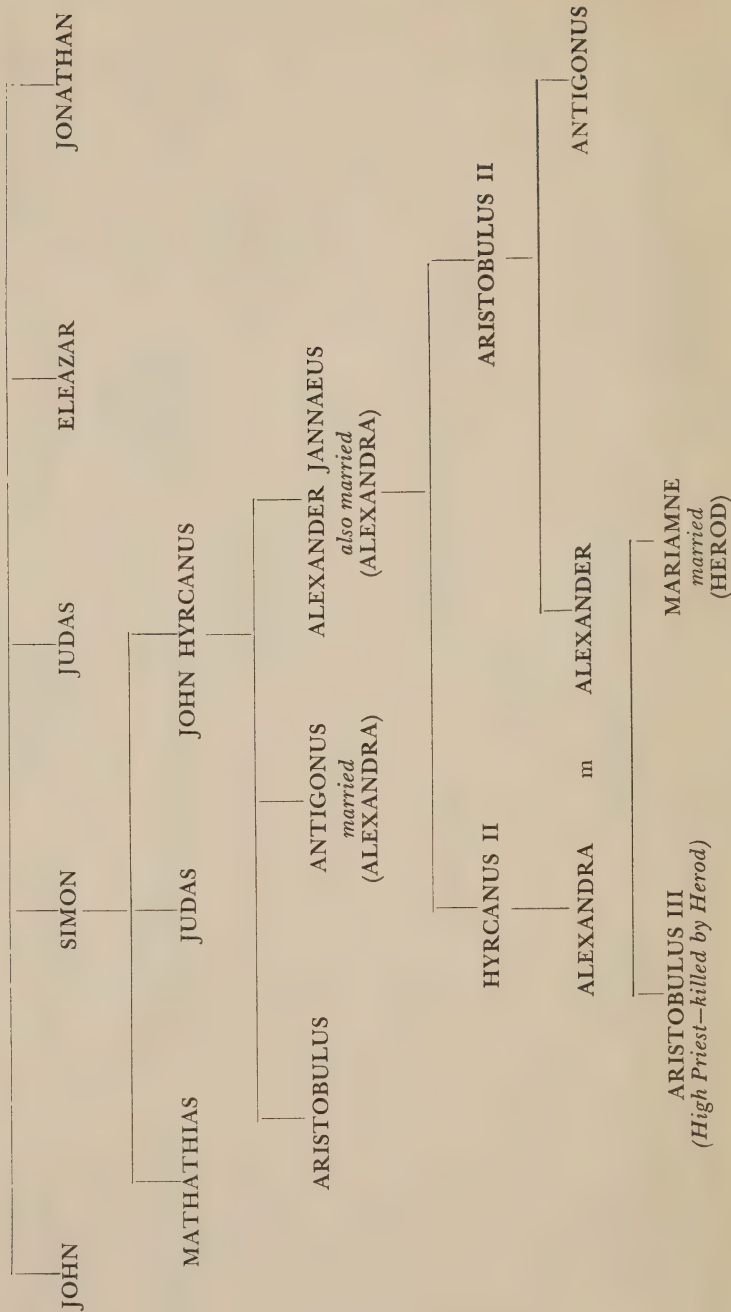 JOHN SIMON JUDAS ELEAZAR JONATHAN
MATHATHIAS JUDAS JOHN HYRCANUS
ARISTOBULUS ANTIGONUS ALEXANDER JANNAEUS
married also married
(ALEXANDRA) (ALEXANDRA)
HYRCANUS II ARISTOBULUS II
ALEXANDRA m ALEXANDER ANTIGONUS
ARISTOBULUS III MARIAMNE
(High Priest—killed by Herod) married
(HEROD)